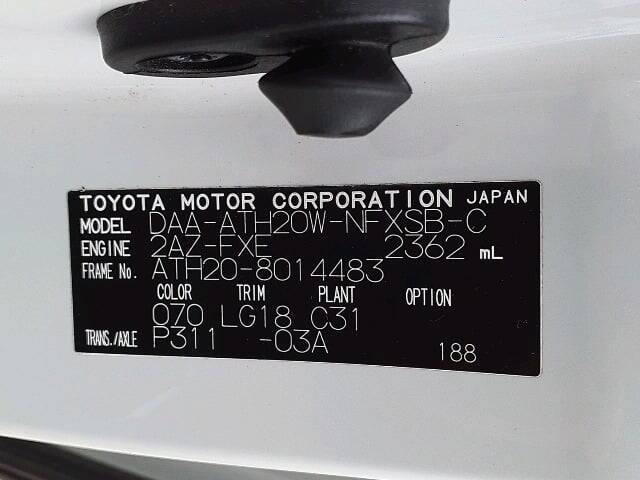 TOYOTA MOTOR CORPORATION JAPAN
MODEL DAA-ATH20W-NFXSB-C
ENGINE 2AZ-FXE 2362 mL
FRAME No. ATH20-8014483
COLOR TRIM PLANT OPTION
070 LG18 C31
TRANS./AXLE P311 -03A 188